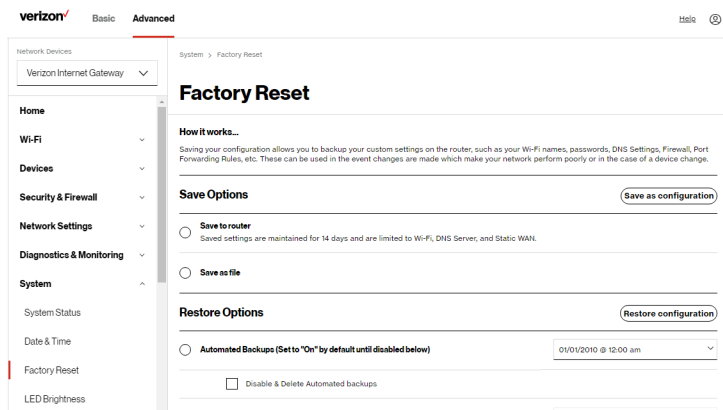 verizon✓ Basic Advanced Help
Network Devices
Verizon Internet Gateway
Home
Wi-Fi
Devices
Security & Firewall
Network Settings
Diagnostics & Monitoring
System
System Status
Date & Time
Factory Reset
LED Brightness
System > Factory Reset
Factory Reset
How it works...
Saving your configuration allows you to backup your custom settings on the router, such as your Wi-Fi names, passwords, DNS Settings, Firewall, Port
Forwarding Rules, etc. These can be used in the event changes are made which make your network perform poorly or in the case of a device change.
Save Options Save as configuration
Save to router
Saved settings are maintained for 14 days and are limited to Wi-Fi, DNS Server, and Static WAN.
Save as file
Restore Options Restore configuration
Automated Backups (Set to "On" by default until disabled below) 01/01/2010 @ 12:00 am
Disable & Delete Automated backups